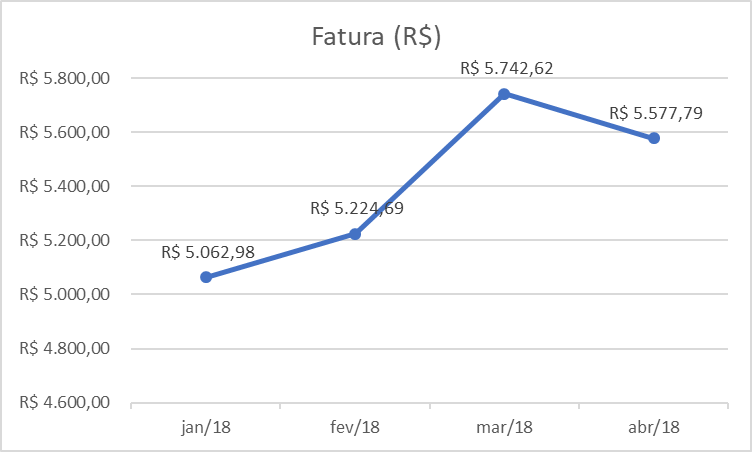 Fatura (R$)
R$ 5.800,00
R$ 5.600,00
R$ 5.400,00
R$ 5.200,00
R$ 5.000,00
R$ 4.800,00
R$ 4.600,00
R$ 5.062,98
R$ 5.224,69
R$ 5.742,62
R$ 5.577,79
jan/18 fev/18 mar/18 abr/18